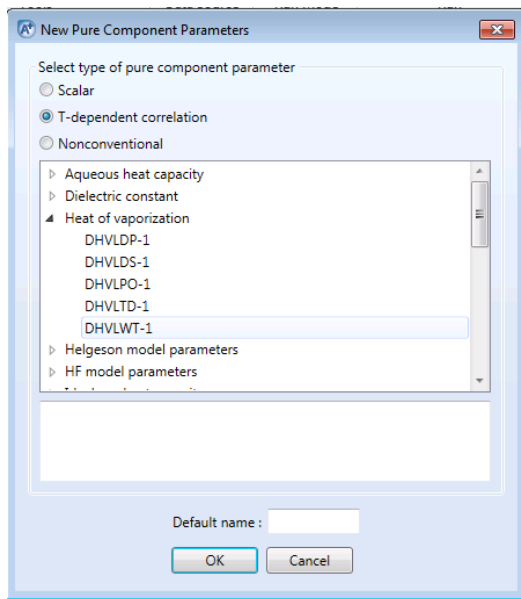 New Pure Component Parameters
Select type of pure component parameter
Scalar
T-dependent correlation
Nonconventional
Aqueous heat capacity
Dielectric constant
Heat of vaporization
DHVLDP-1
DHVLDS-1
DHVLPO-1
DHVLTD-1
DHVLWT-1
Helgeson model parameters
HF model parameters
Default name :
OK Cancel